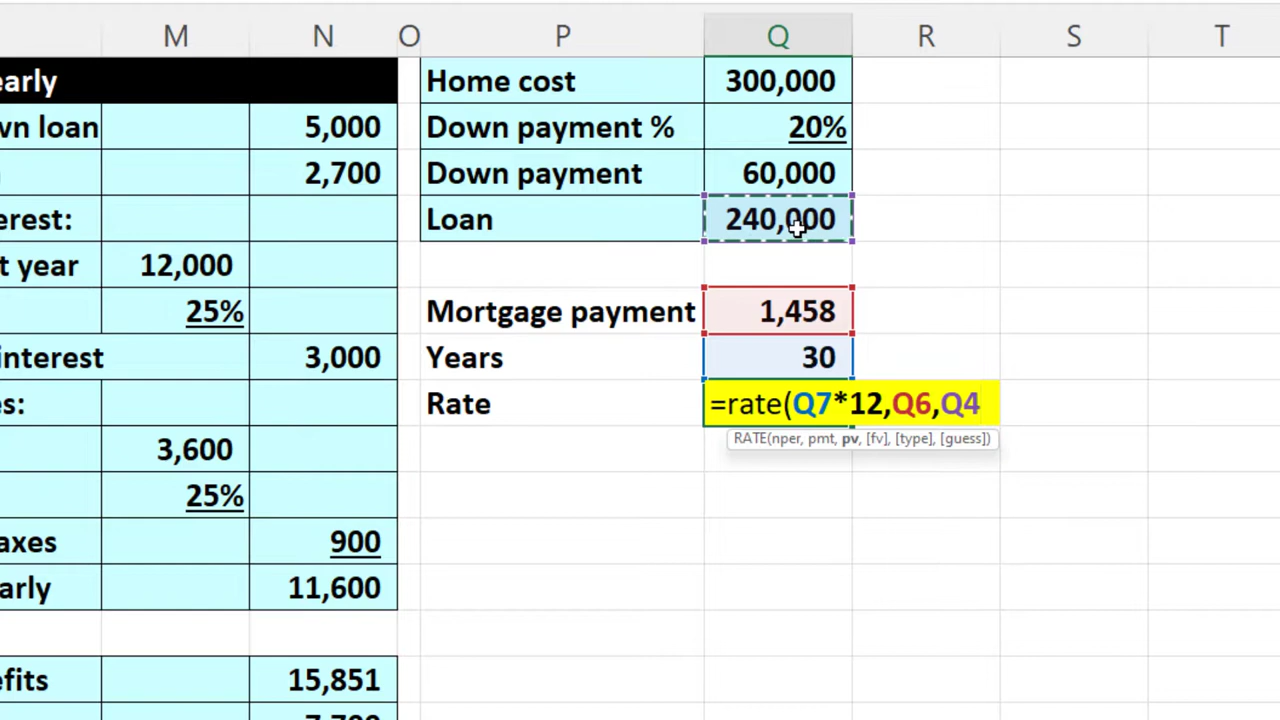 M N O P Q R S T
early Home cost 300,000
wn loan 5,000 Down payment % 20%
2,700 Down payment 60,000
erest: Loan 240,000
t year 12,000
25% Mortgage payment 1,458
interest 3,000 Years 30
es: Rate =rate(Q7*12,Q6,Q4
RATE(nper, pmt, pv, [fv], [type], [guess])
3,600
25%
axes 900
arly 11,600
efits 15,851
7,700